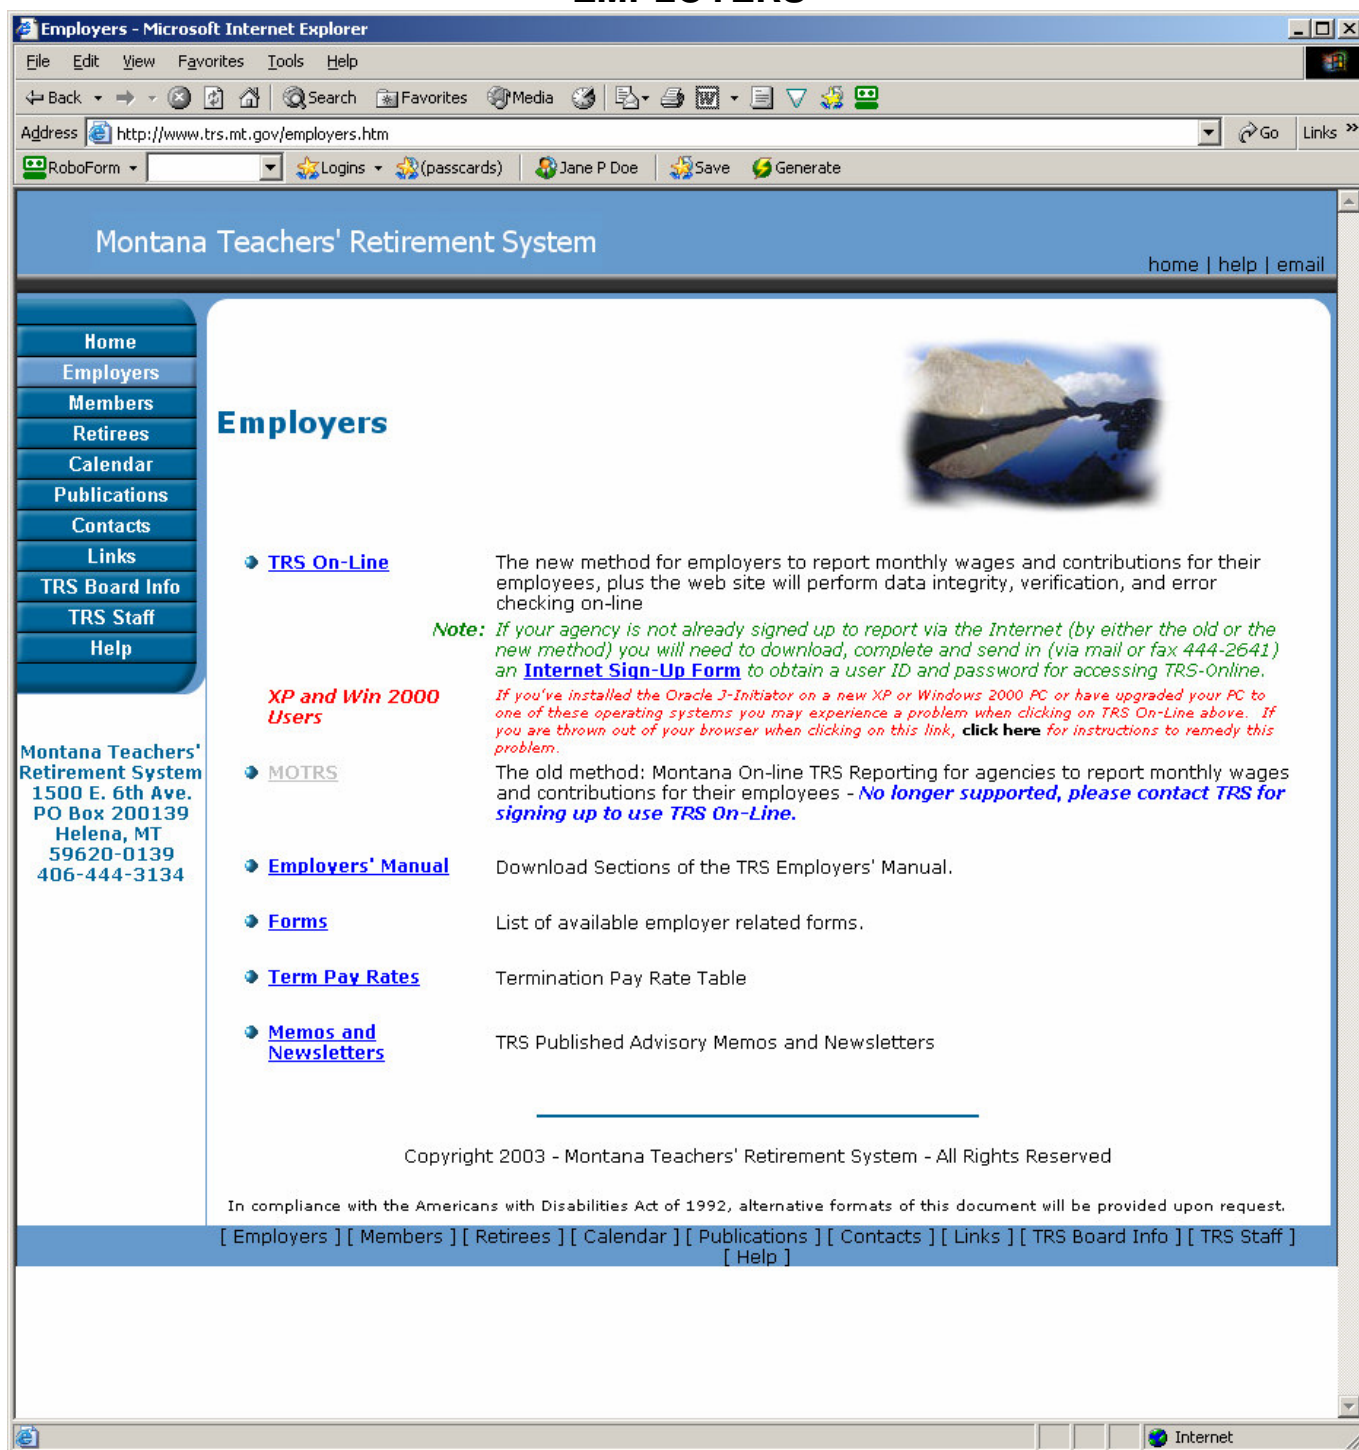 EMPLOYERS
Employers - Microsoft Internet Explorer
File Edit View Favorites Tools Help
Back Search Favorites Media
Address http://www.trs.mt.gov/employers.htm Go Links »
RoboForm Logins (passcards) Jane P Doe Save Generate
Montana Teachers' Retirement System
home | help | email
Home
Employers
Members
Retirees
Calendar
Publications
Contacts
Links
TRS Board Info
TRS Staff
Help
Montana Teachers'
Retirement System
1500 E. 6th Ave.
PO Box 200139
Helena, MT
59620-0139
406-444-3134
Employers
TRS On-Line
The new method for employers to report monthly wages and contributions for their
employees, plus the web site will perform data integrity, verification, and error
checking on-line
Note: If your agency is not already signed up to report via the Internet (by either the old or the
new method) you will need to download, complete and send in (via mail or fax 444-2641)
an Internet Sign-Up Form to obtain a user ID and password for accessing TRS-Online.
XP and Win 2000
Users
If you've installed the Oracle J-Initiator on a new XP or Windows 2000 PC or have upgraded your PC to
one of these operating systems you may experience a problem when clicking on TRS On-Line above. If
you are thrown out of your browser when clicking on this link, click here for instructions to remedy this
problem.
MOTRS
The old method: Montana On-line TRS Reporting for agencies to report monthly wages
and contributions for their employees - No longer supported, please contact TRS for
signing up to use TRS On-Line.
Employers' Manual
Download Sections of the TRS Employers' Manual.
Forms
List of available employer related forms.
Term Pay Rates
Termination Pay Rate Table
Memos and
Newsletters
TRS Published Advisory Memos and Newsletters
Copyright 2003 - Montana Teachers' Retirement System - All Rights Reserved
In compliance with the Americans with Disabilities Act of 1992, alternative formats of this document will be provided upon request.
[ Employers ] [ Members ] [ Retirees ] [ Calendar ] [ Publications ] [ Contacts ] [ Links ] [ TRS Board Info ] [ TRS Staff ]
[ Help ]
Internet